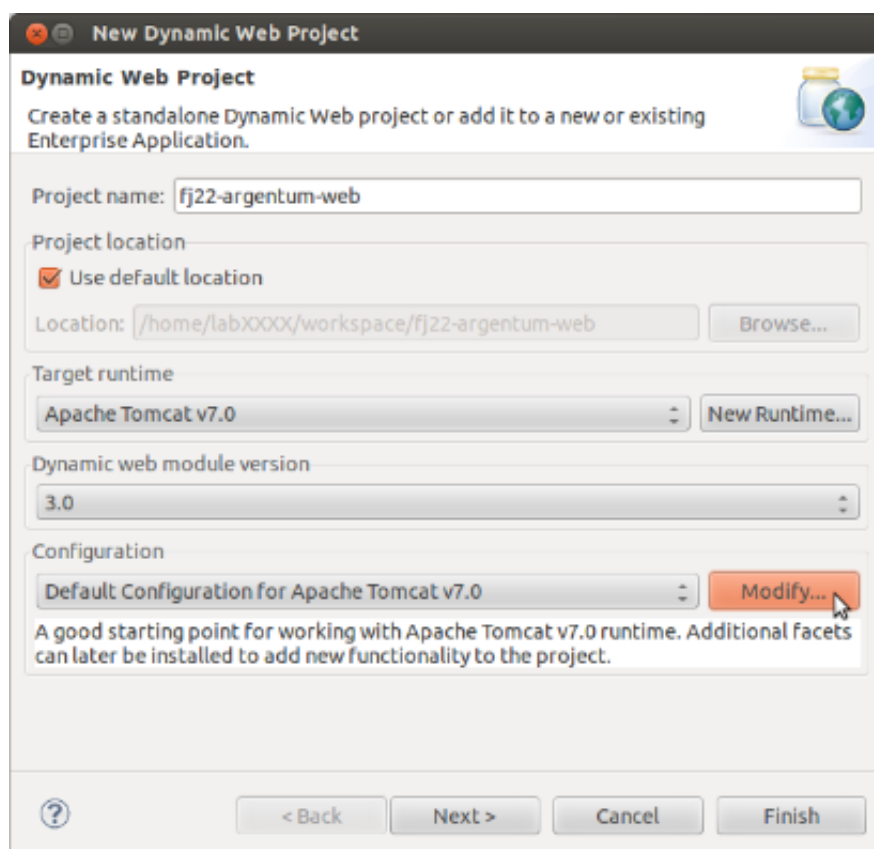 New Dynamic Web Project
Dynamic Web Project
Create a standalone Dynamic Web project or add it to a new or existing
Enterprise Application.
Project name: fj22-argentum-web
Project location
Use default location
Location: /home/labXXXX/workspace/fj22-argentum-web Browse...
Target runtime
Apache Tomcat v7.0 New Runtime...
Dynamic web module version
3.0
Configuration
Default Configuration for Apache Tomcat v7.0 Modify...
A good starting point for working with Apache Tomcat v7.0 runtime. Additional facets
can later be installed to add new functionality to the project.
? < Back Next > Cancel Finish